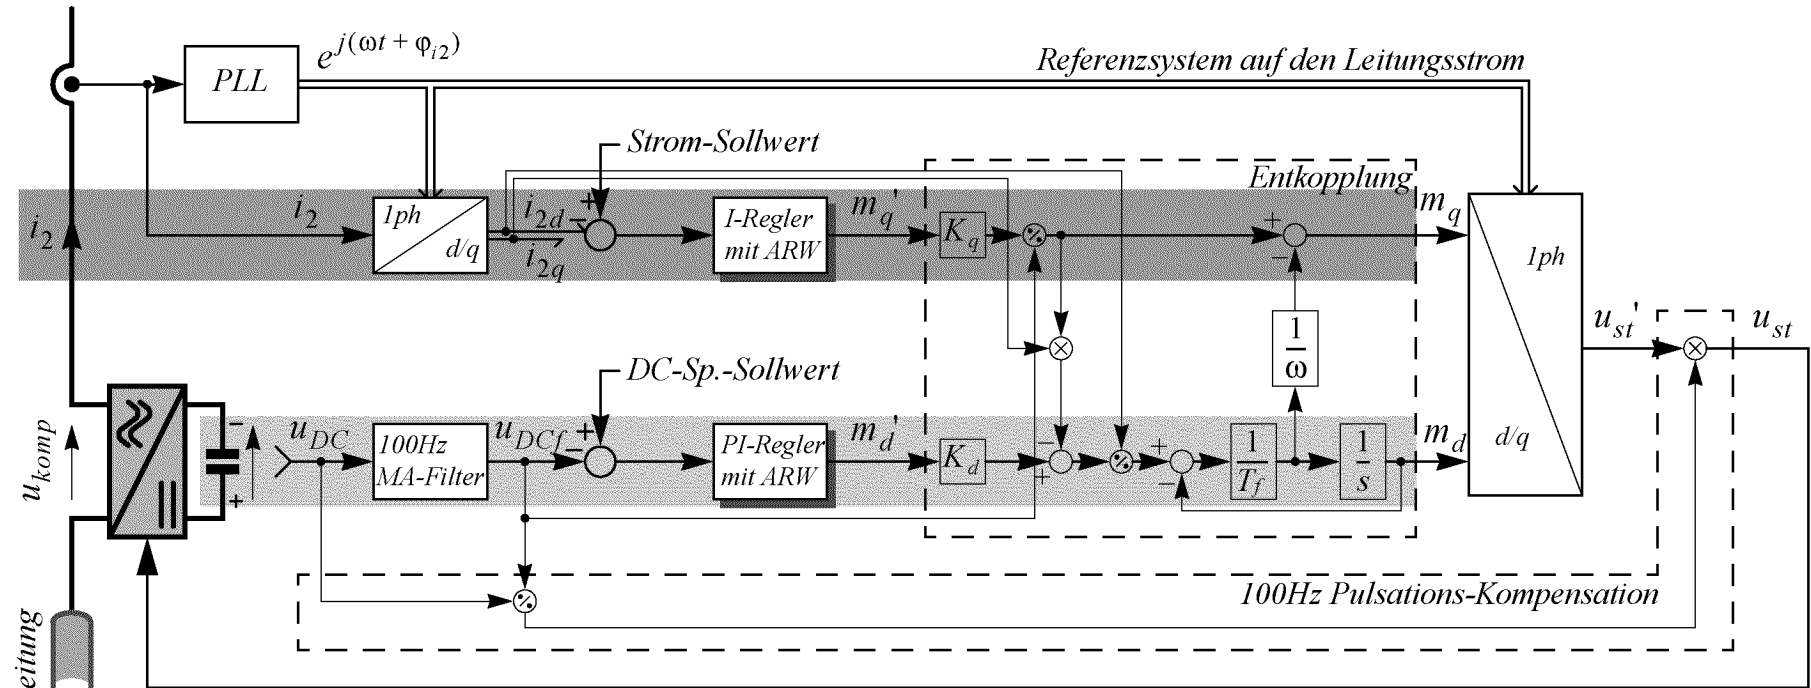 e^{j(ωt + φ_{i2})}
PLL
Referenzsystem auf den Leitungsstrom
Strom-Sollwert
Entkopplung
i_2
i_2
1ph
d/q
i_{2d}
i_{2q}
+
−
I-Regler
mit ARW
m_q'
K_q
%
+
−
m_q
1ph
d/q
×
1
ω
u_{st}'
×
u_{st}
DC-Sp.-Sollwert
u_{komp}
−
+
u_{DC}
100Hz
MA-Filter
u_{DCf}
+
−
PI-Regler
mit ARW
m_d'
K_d
−
+
%
+
−
1
T_f
1
s
m_d
%
100Hz Pulsations-Kompensation
eitung